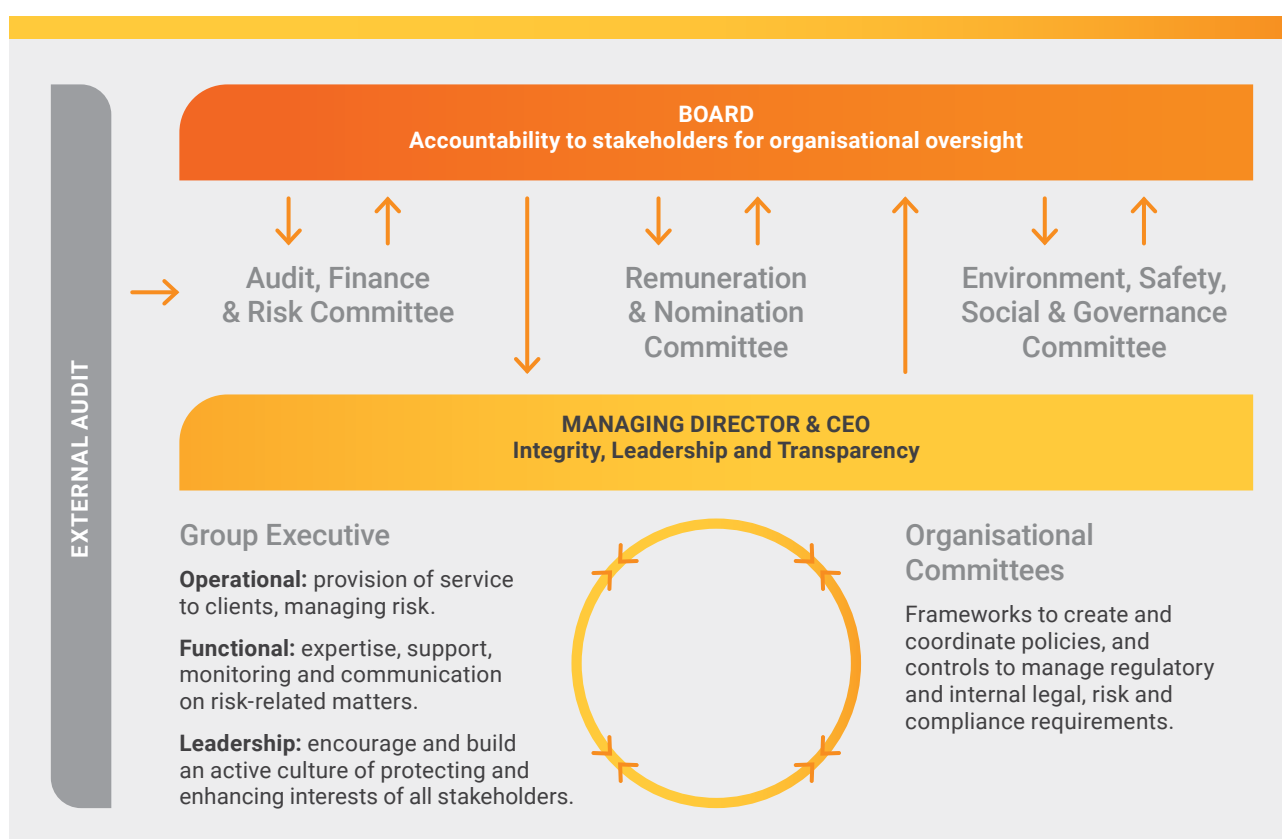 BOARD
Accountability to stakeholders for organisational oversight
Audit, Finance
& Risk Committee
Remuneration
& Nomination
Committee
Environment, Safety,
Social & Governance
Committee
EXTERNAL AUDIT
MANAGING DIRECTOR & CEO
Integrity, Leadership and Transparency
Group Executive
Operational: provision of service
to clients, managing risk.
Functional: expertise, support,
monitoring and communication
on risk-related matters.
Leadership: encourage and build
an active culture of protecting and
enhancing interests of all stakeholders.
Organisational
Committees
Frameworks to create and
coordinate policies, and
controls to manage regulatory
and internal legal, risk and
compliance requirements.